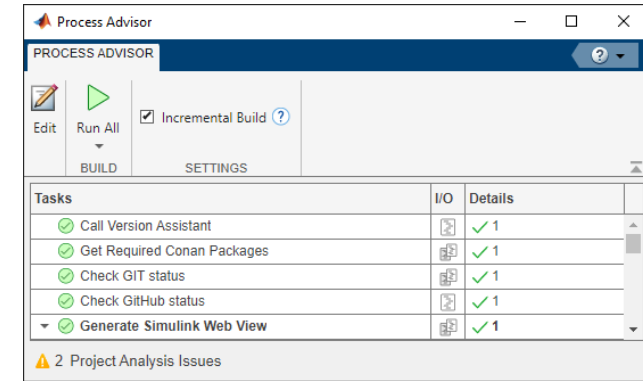 Process Advisor
PROCESS ADVISOR
?
Edit
Run All
Incremental Build ?
BUILD
SETTINGS
Tasks I/O Details
Call Version Assistant 1
Get Required Conan Packages 1
Check GIT status 1
Check GitHub status 1
Generate Simulink Web View 1
2 Project Analysis Issues